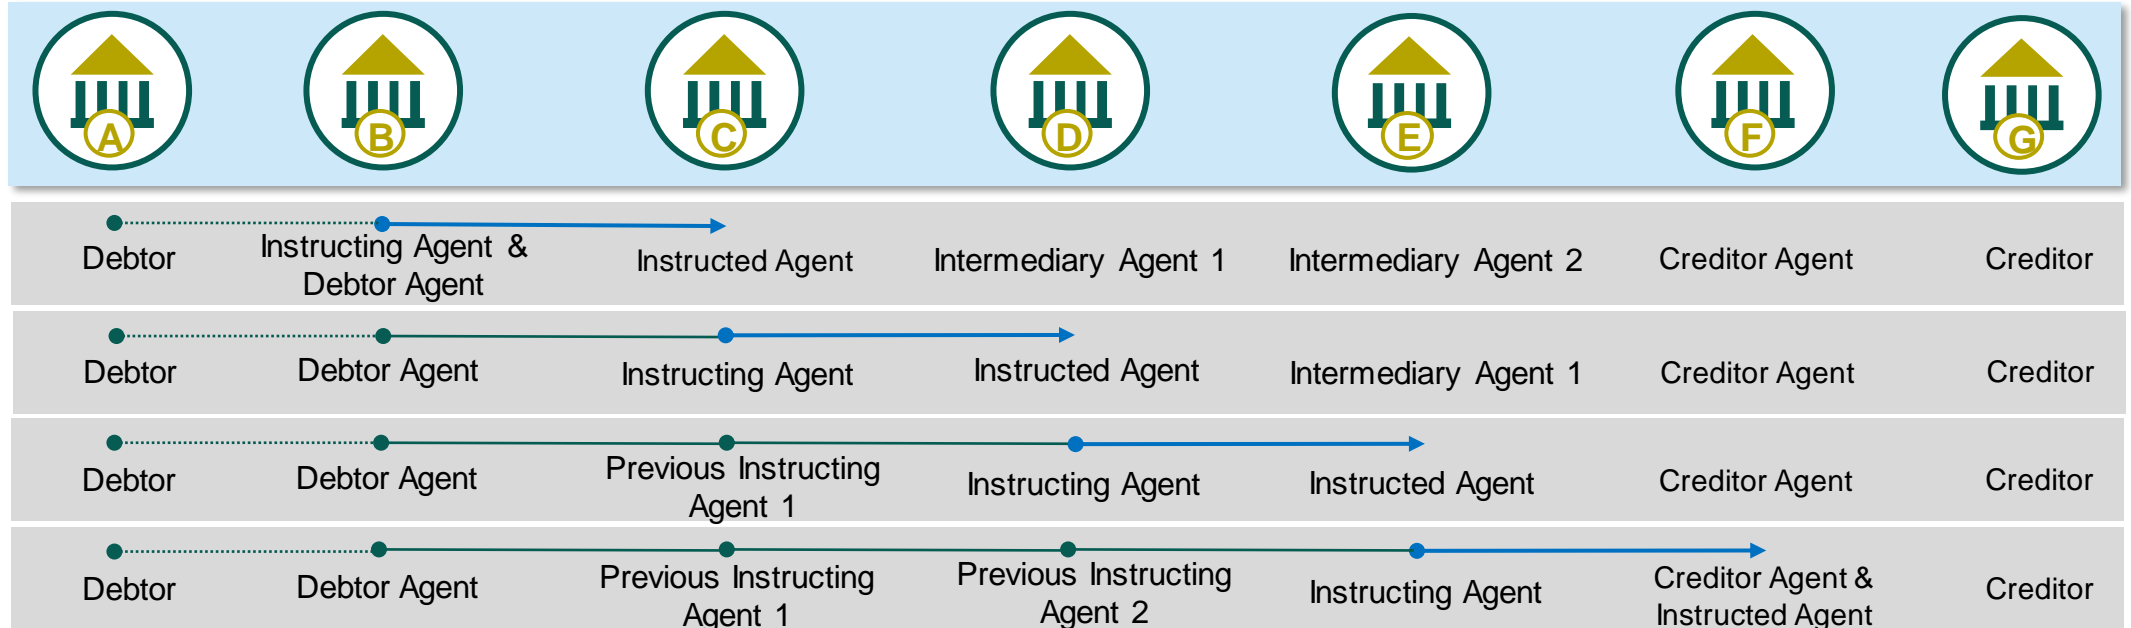 A B C D E F G
Debtor
Instructing Agent &
Debtor Agent
Instructed Agent
Intermediary Agent 1
Intermediary Agent 2
Creditor Agent
Creditor
Debtor
Debtor Agent
Instructing Agent
Instructed Agent
Intermediary Agent 1
Creditor Agent
Creditor
Debtor
Debtor Agent
Previous Instructing
Agent 1
Instructing Agent
Instructed Agent
Creditor Agent
Creditor
Debtor
Debtor Agent
Previous Instructing
Agent 1
Previous Instructing
Agent 2
Instructing Agent
Creditor Agent &
Instructed Agent
Creditor